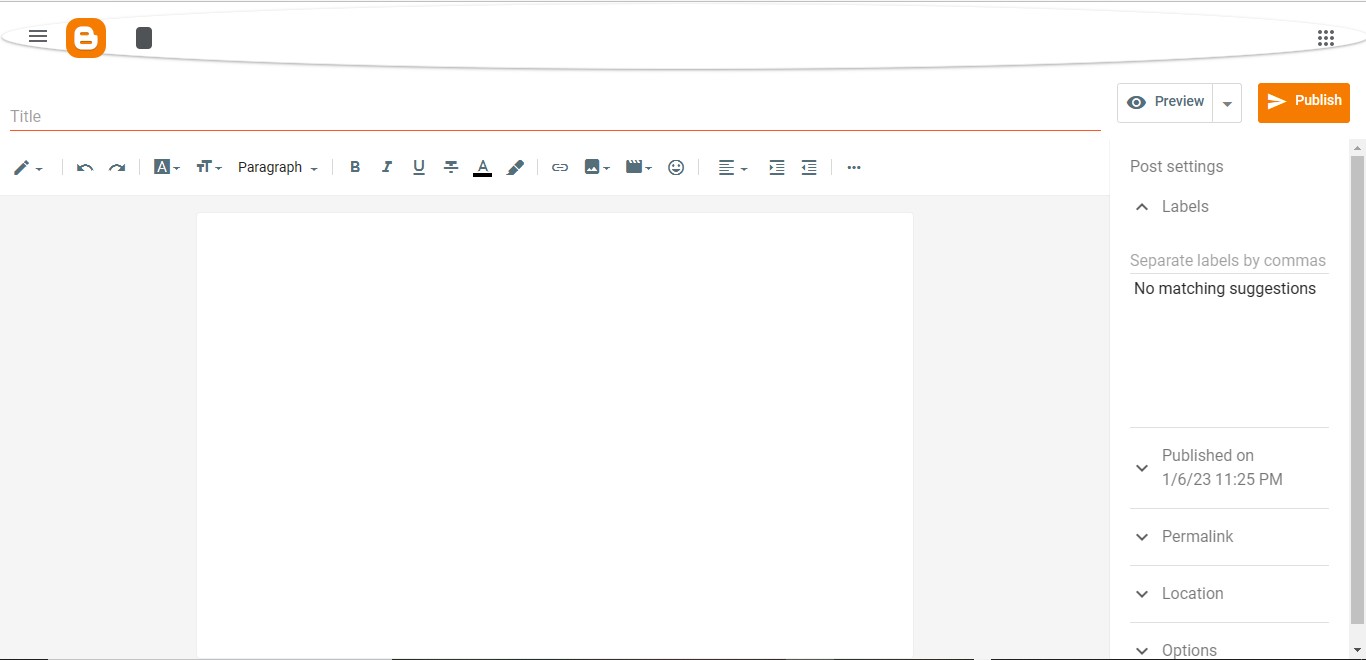 Title
Preview
Publish
Paragraph
B I U A
Post settings
Labels
Separate labels by commas
No matching suggestions
Published on
1/6/23 11:25 PM
Permalink
Location
Options